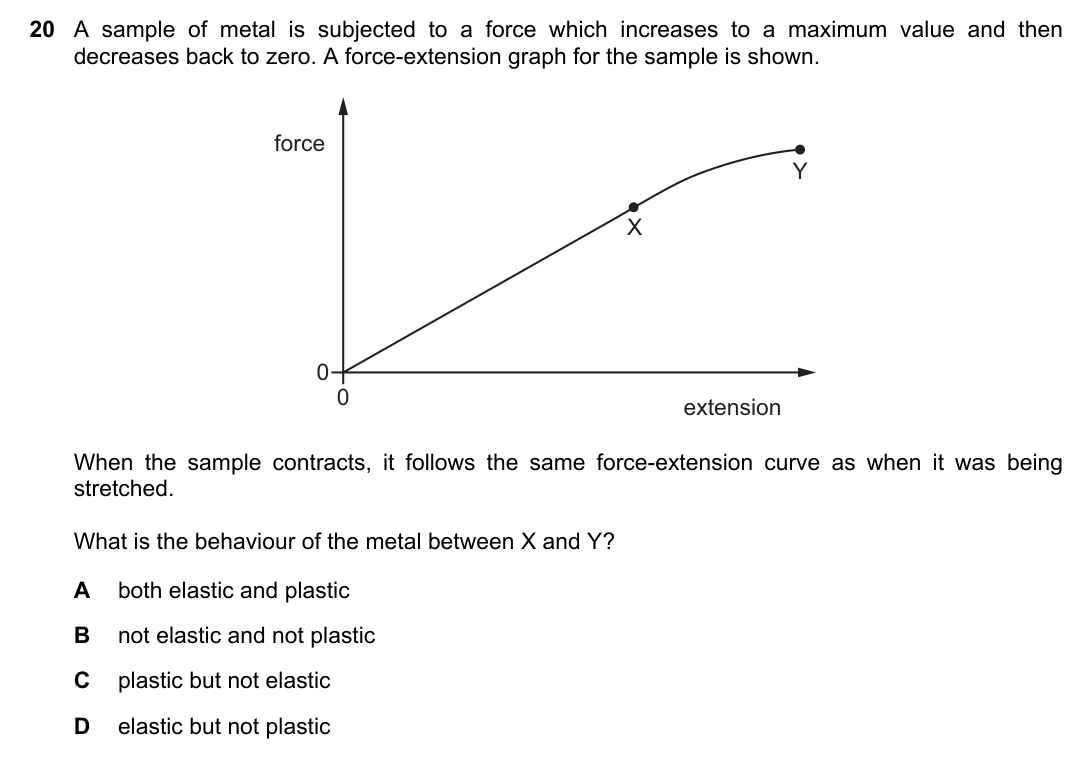 20 A sample of metal is subjected to a force which increases to a maximum value and then
decreases back to zero. A force-extension graph for the sample is shown.
force
Y
X
0
0
extension
When the sample contracts, it follows the same force-extension curve as when it was being
stretched.
What is the behaviour of the metal between X and Y?
A both elastic and plastic
B not elastic and not plastic
C plastic but not elastic
D elastic but not plastic